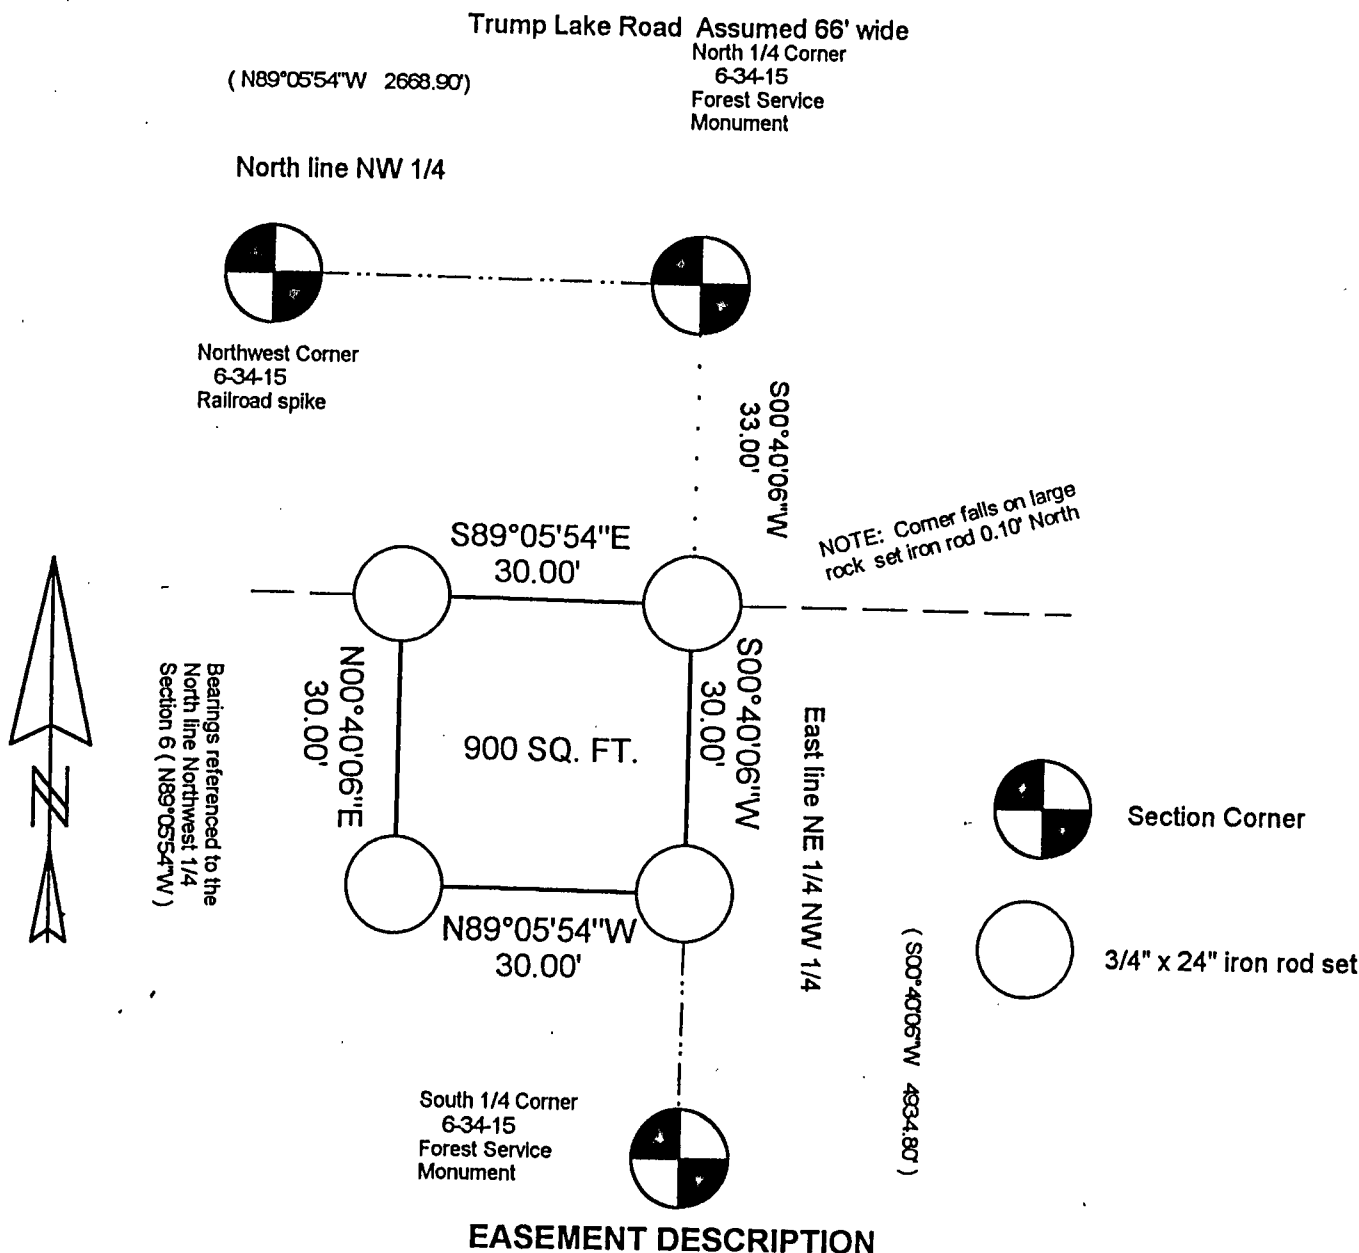 Trump Lake Road Assumed 66' wide
North 1/4 Corner
6-34-15
Forest Service
Monument
( N89°05'54"W 2668.90')
North line NW 1/4
Northwest Corner
6-34-15
Railroad spike
S00°40'06"W
33.00'
NOTE: Corner falls on large
rock set iron rod 0.10' North
S89°05'54"E
30.00'
Bearings referenced to the
North line Northwest 1/4
Section 6 ( N89°05'54"W )
N00°40'06"E
30.00'
900 SQ. FT.
S00°40'06"W
30.00'
East line NE 1/4 NW 1/4
Section Corner
N89°05'54"W
30.00'
( S00°40'06"W 4934.80' )
3/4" x 24" iron rod set
South 1/4 Corner
6-34-15
Forest Service
Monument
N
EASEMENT DESCRIPTION